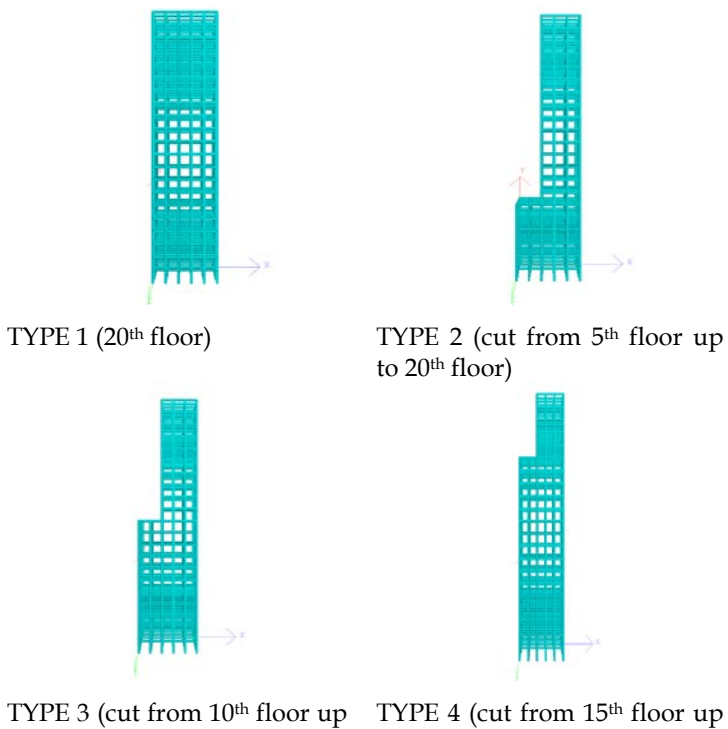 TYPE 1 (20th floor)
TYPE 2 (cut from 5th floor up
to 20th floor)
TYPE 3 (cut from 10th floor up
TYPE 4 (cut from 15th floor up